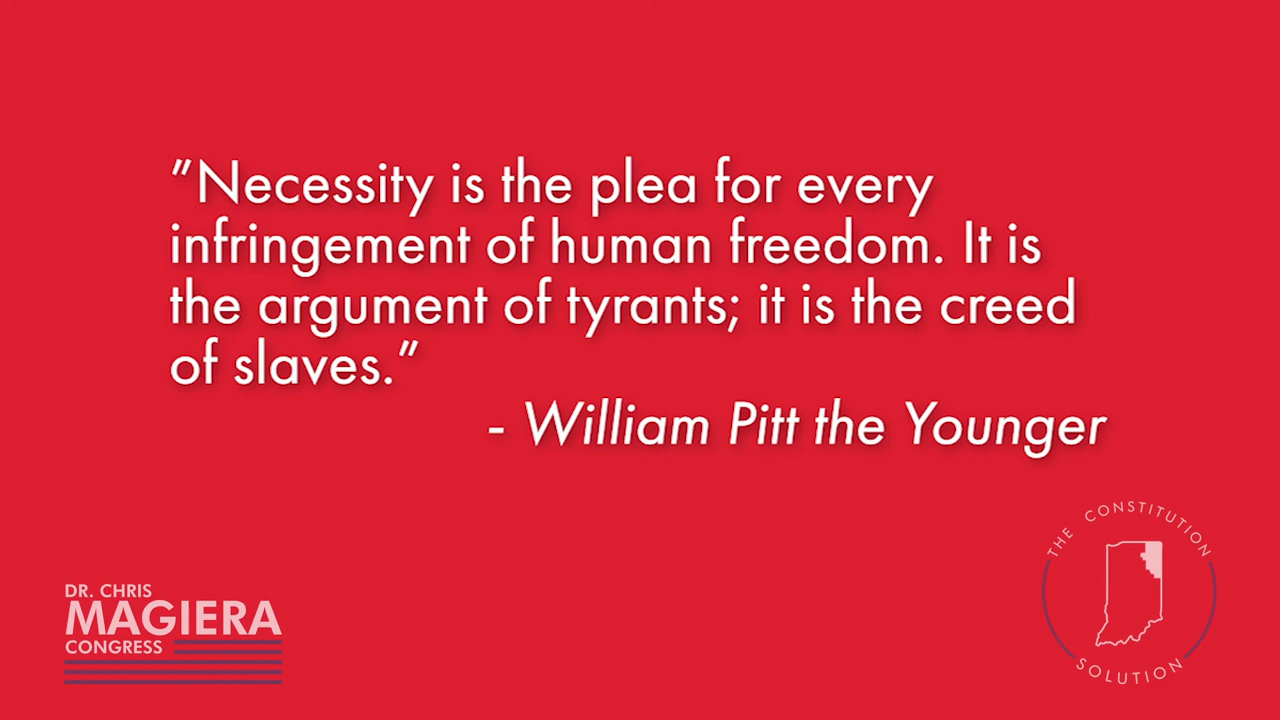 "Necessity is the plea for every
infringement of human freedom. It is
the argument of tyrants; it is the creed
of slaves."
- William Pitt the Younger
THE CONSTITUTION
SOLUTION
DR. CHRIS
MAGIERA
CONGRESS